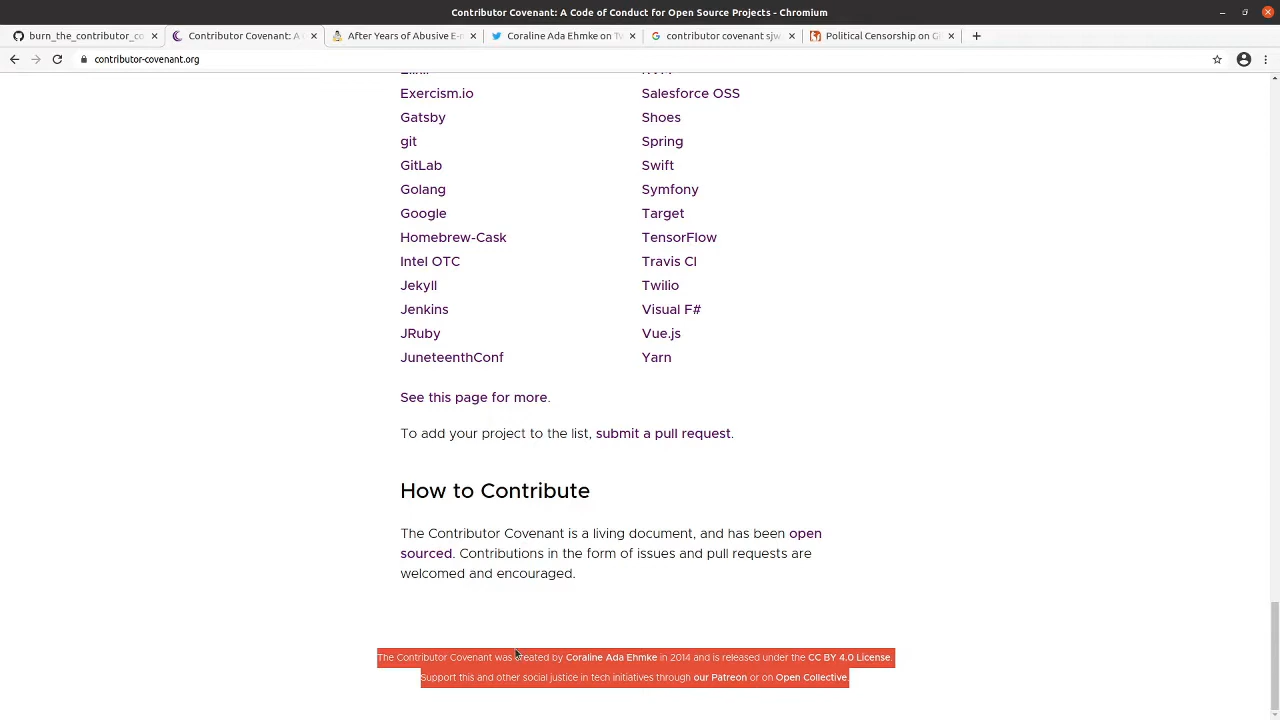 Contributor Covenant: A Code of Conduct for Open Source Projects - Chromium
burn_the_contributor_co
Contributor Covenant: A
After Years of Abusive E-m
Coraline Ada Ehmke on Tw
contributor covenant sjw
Political Censorship on Gi
contributor-covenant.org
Exercism.io
Salesforce OSS
Gatsby
Shoes
git
Spring
GitLab
Swift
Golang
Symfony
Google
Target
Homebrew-Cask
TensorFlow
Intel OTC
Travis CI
Jekyll
Twilio
Jenkins
Visual F#
JRuby
Vue.js
JuneteenthConf
Yarn
See this page for more.
To add your project to the list, submit a pull request.
How to Contribute
The Contributor Covenant is a living document, and has been open
sourced. Contributions in the form of issues and pull requests are
welcomed and encouraged.
The Contributor Covenant was created by Coraline Ada Ehmke in 2014 and is released under the CC BY 4.0 License.
Support this and other social justice in tech initiatives through our Patreon or on Open Collective.